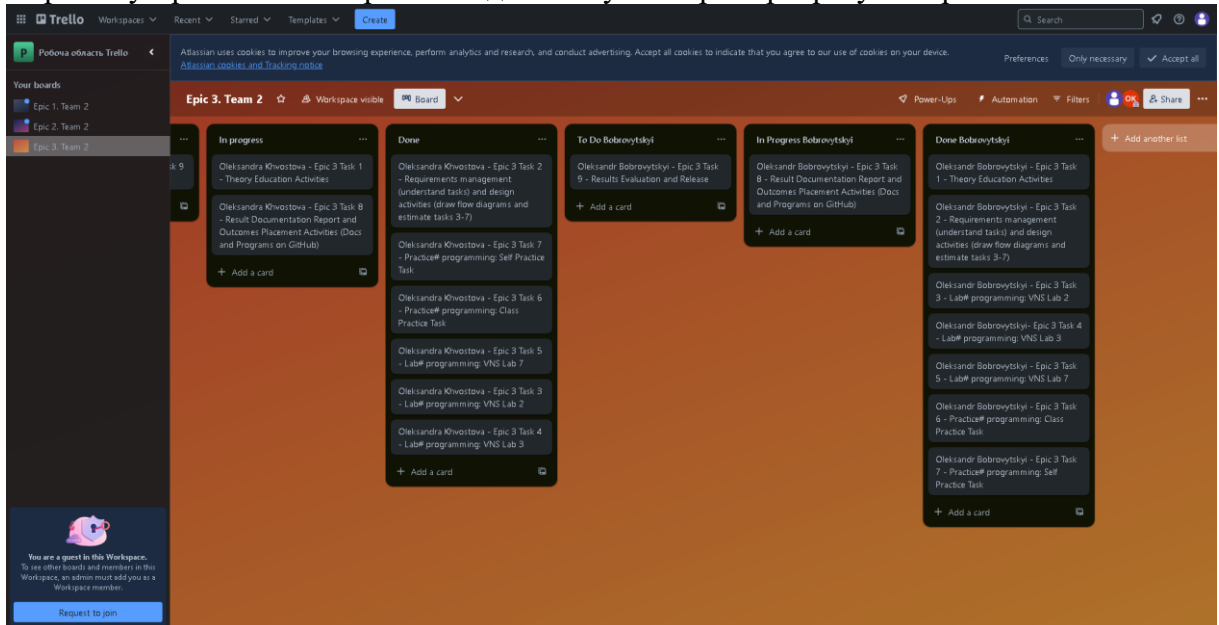 Trello Workspaces Recent Starred Templates Create Search
P Робоча область Trello
Atlassian uses cookies to improve your browsing experience, perform analytics and research, and conduct advertising. Accept all cookies to indicate that you agree to our use of cookies on your device.
Atlassian cookies and Tracking notice
Preferences Only necessary Accept all
Your boards
Epic 1. Team 2
Epic 2. Team 2
Epic 3. Team 2
Epic 3. Team 2 Workspace visible Board Power-Ups Automation Filters OK Share
k 9
In progress
Oleksandra Khvostova - Epic 3 Task 1
- Theory Education Activities
Oleksandra Khvostova - Epic 3 Task 8
- Result Documentation Report and
Outcomes Placement Activities (Docs
and Programs on GitHub)
+ Add a card
Done
Oleksandra Khvostova - Epic 3 Task 2
- Requirements management
(understand tasks) and design
activities (draw flow diagrams and
estimate tasks 3-7)
Oleksandra Khvostova - Epic 3 Task 7
- Practice# programming: Self Practice
Task
Oleksandra Khvostova - Epic 3 Task 6
- Practice# programming: Class
Practice Task
Oleksandra Khvostova - Epic 3 Task 5
- Lab# programming: VNS Lab 7
Oleksandra Khvostova - Epic 3 Task 3
- Lab# programming: VNS Lab 2
Oleksandra Khvostova - Epic 3 Task 4
- Lab# programming: VNS Lab 3
+ Add a card
To Do Bobrovytskyi
Oleksandr Bobrovytskyi - Epic 3 Task
9 - Results Evaluation and Release
+ Add a card
In Progress Bobrovytskyi
Oleksandr Bobrovytskyi - Epic 3 Task
8 - Result Documentation Report and
Outcomes Placement Activities (Docs
and Programs on GitHub)
+ Add a card
Done Bobrovytskyi
Oleksandr Bobrovytskyi - Epic 3 Task
1 - Theory Education Activities
Oleksandr Bobrovytskyi - Epic 3 Task
2 - Requirements management
(understand tasks) and design
activities (draw flow diagrams and
estimate tasks 3-7)
Oleksandr Bobrovytskyi - Epic 3 Task
3 - Lab# programming: VNS Lab 2
Oleksandr Bobrovytskyi- Epic 3 Task 4
- Lab# programming: VNS Lab 3
Oleksandr Bobrovytskyi - Epic 3 Task
5 - Lab# programming: VNS Lab 7
Oleksandr Bobrovytskyi - Epic 3 Task
6 - Practice# programming: Class
Practice Task
Oleksandr Bobrovytskyi - Epic 3 Task
7 - Practice# programming: Self
Practice Task
+ Add a card
+ Add another list
You are a guest in this Workspace.
To see other boards and members in this
Workspace, an admin must add you as a
Workspace member.
Request to join